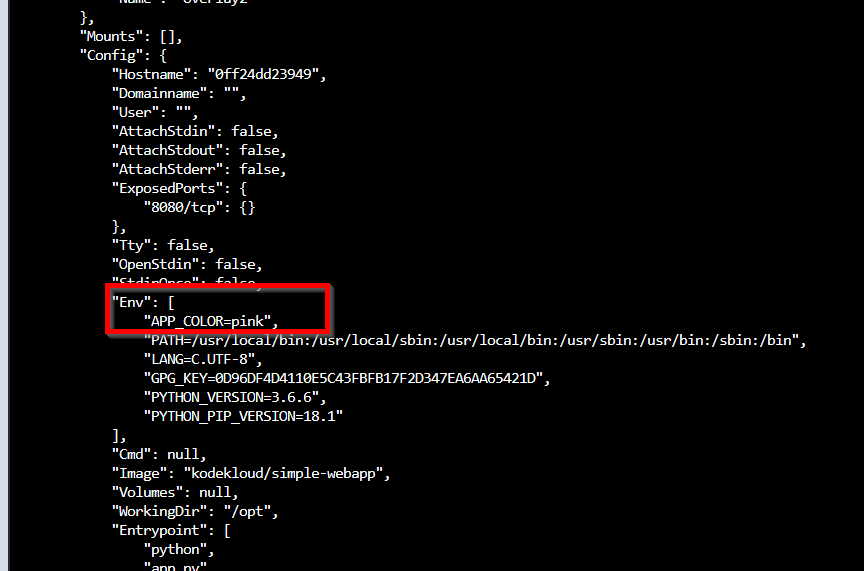 "Name": "overlay2"
},
"Mounts": [],
"Config": {
"Hostname": "0ff24dd23949",
"Domainname": "",
"User": "",
"AttachStdin": false,
"AttachStdout": false,
"AttachStderr": false,
"ExposedPorts": {
"8080/tcp": {}
},
"Tty": false,
"OpenStdin": false,
"StdinOnce": false,
"Env": [
"APP_COLOR=pink",
"PATH=/usr/local/bin:/usr/local/sbin:/usr/local/bin:/usr/sbin:/usr/bin:/sbin:/bin",
"LANG=C.UTF-8",
"GPG_KEY=0D96DF4D4110E5C43FBFB17F2D347EA6AA65421D",
"PYTHON_VERSION=3.6.6",
"PYTHON_PIP_VERSION=18.1"
],
"Cmd": null,
"Image": "kodekloud/simple-webapp",
"Volumes": null,
"WorkingDir": "/opt",
"Entrypoint": [
"python",
"app.py"